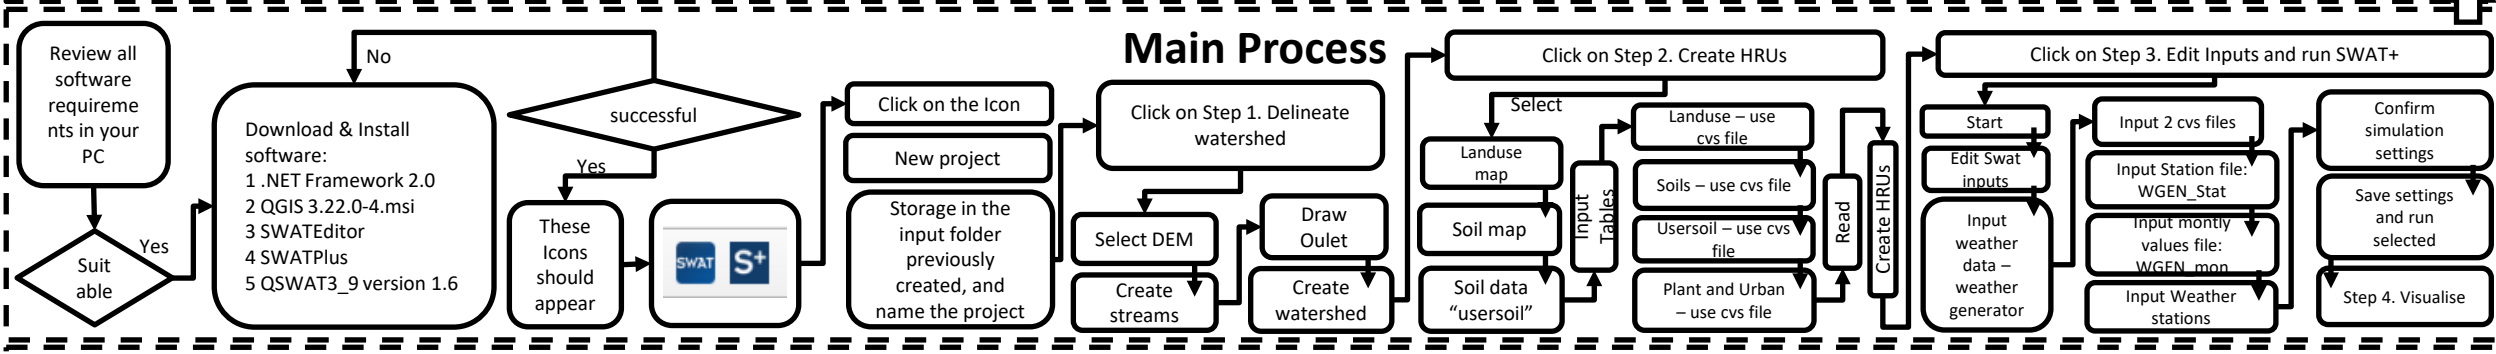 Main Process
Review all
software
requireme
nts in your
PC
Suit
able
Yes
No
Download & Install
software:
1 .NET Framework 2.0
2 QGIS 3.22.0-4.msi
3 SWATEditor
4 SWATPlus
5 QSWAT3_9 version 1.6
successful
Yes
These
Icons
should
appear
SWAT
S+
Click on the Icon
New project
Storage in the
input folder
previously
created, and
name the project
Click on Step 1. Delineate
watershed
Select DEM
Create
streams
Draw
Oulet
Create
watershed
Click on Step 2. Create HRUs
Select
Landuse
map
Soil map
Soil data
“usersoil”
Input
Tables
Landuse – use
cvs file
Soils – use cvs file
Usersoil – use cvs
file
Plant and Urban
– use cvs file
Read
Create HRUs
Click on Step 3. Edit Inputs and run SWAT+
Start
Edit Swat
inputs
Input
weather
data –
weather
generator
Input 2 cvs files
Input Station file:
WGEN_Stat
Input montly
values file:
WGEN_mon
Input Weather
stations
Confirm
simulation
settings
Save settings
and run
selected
Step 4. Visualise